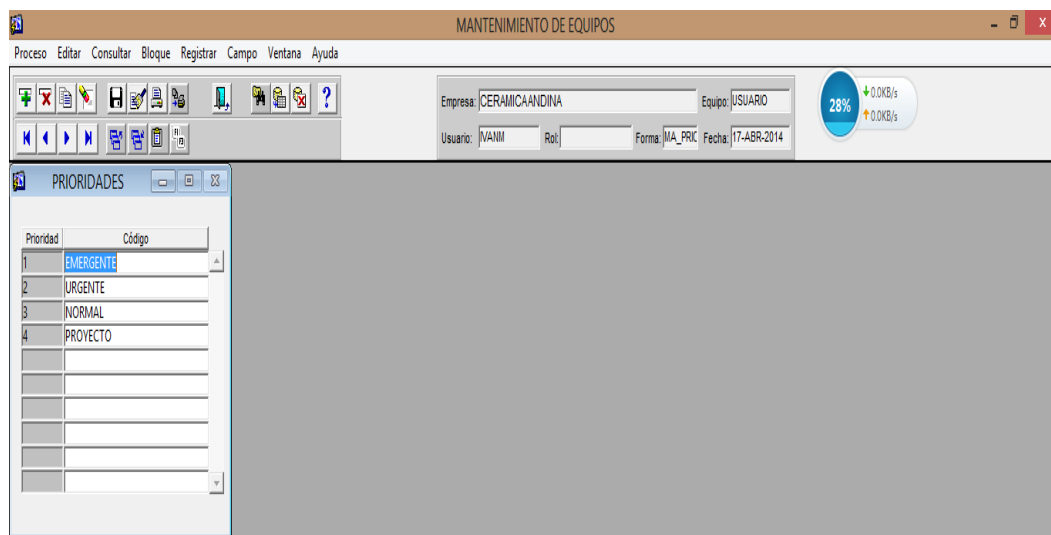 MANTENIMIENTO DE EQUIPOS
Proceso Editar Consultar Bloque Registrar Campo Ventana Ayuda
Empresa: CERAMICAANDINA Equipo: USUARIO
Usuario: IVANM Rol: Forma: MA_PRIC Fecha: 17-ABR-2014
28%
0.0KB/s
0.0KB/s
PRIORIDADES
Prioridad Código
1 EMERGENTE
2 URGENTE
3 NORMAL
4 PROYECTO